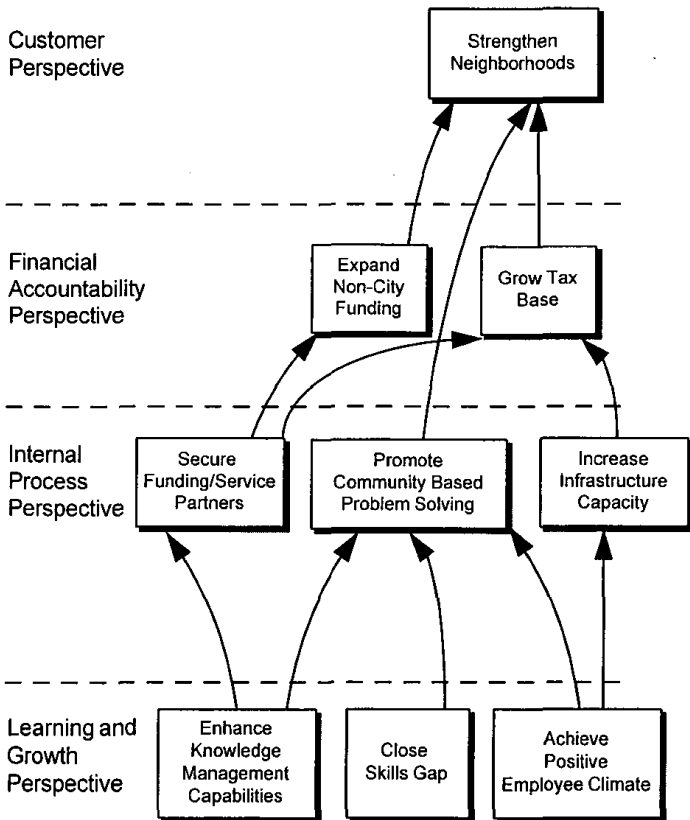 Customer
Perspective
Strengthen
Neighborhoods
Financial
Accountability
Perspective
Expand
Non-City
Funding
Grow Tax
Base
Internal
Process
Perspective
Secure
Funding/Service
Partners
Promote
Community Based
Problem Solving
Increase
Infrastructure
Capacity
Learning and
Growth
Perspective
Enhance
Knowledge
Management
Capabilities
Close
Skills Gap
Achieve
Positive
Employee Climate